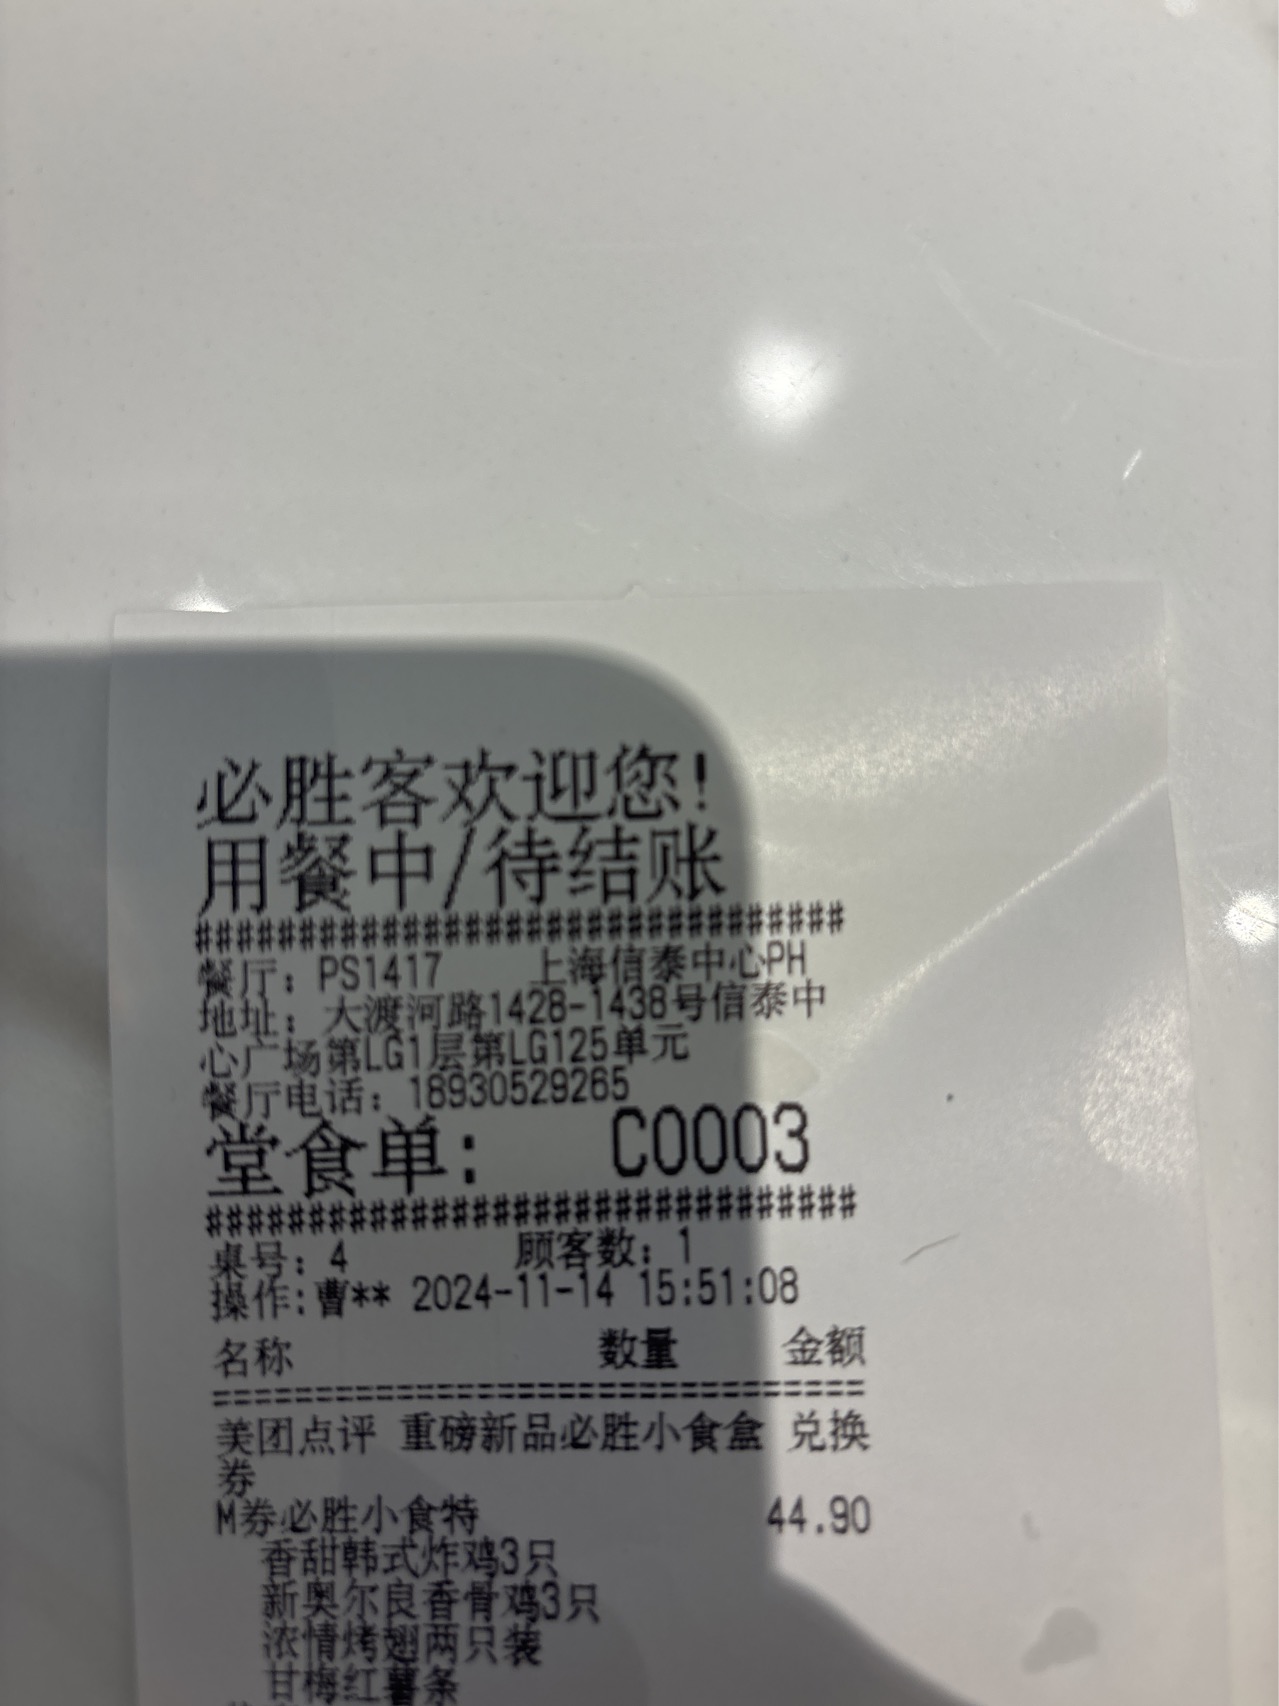 必胜客欢迎您!
用餐中/待结账
################################
餐厅: PS1417 上海信泰中心PH
地址: 大渡河路1428-1438号信泰中
心广场第LG1层第LG125单元
餐厅电话: 18930529265
堂食单: C0003
################################
桌号: 4 顾客数: 1
操作:曹** 2024-11-14 15:51:08
名称 数量 金额
================================
美团点评 重磅新品必胜小食盒 兑换
券
M券必胜小食特 44.90
香甜韩式炸鸡3只
新奥尔良香骨鸡3只
浓情烤翅两只装
甘梅红薯条